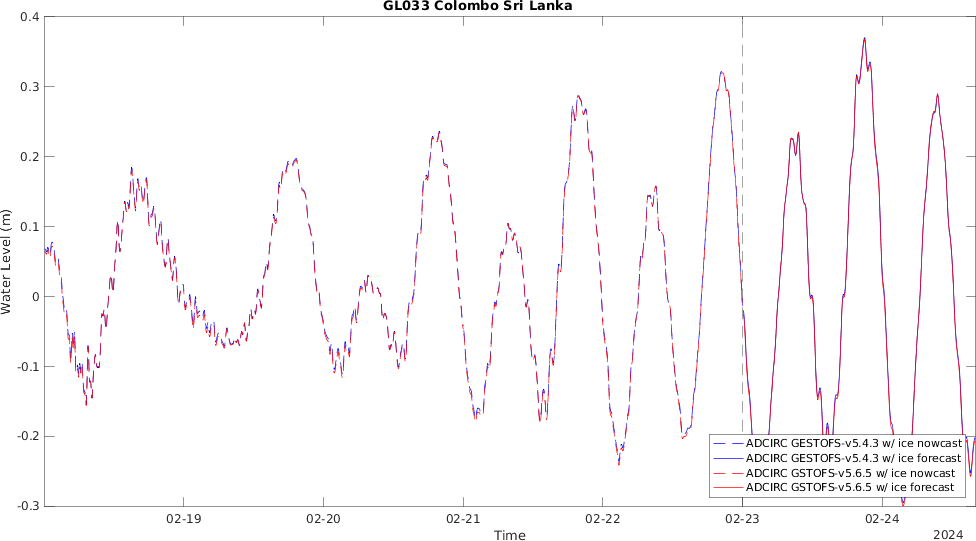 GL033 Colombo Sri Lanka
0.4
0.3
0.2
0.1
0
-0.1
-0.2
-0.3
Water Level (m)
ADCIRC GESTOFS-v5.4.3 w/ ice nowcast
ADCIRC GESTOFS-v5.4.3 w/ ice forecast
ADCIRC GSTOFS-v5.6.5 w/ ice nowcast
ADCIRC GSTOFS-v5.6.5 w/ ice forecast
02-19
02-20
02-21
02-22
02-23
02-24
Time
2024